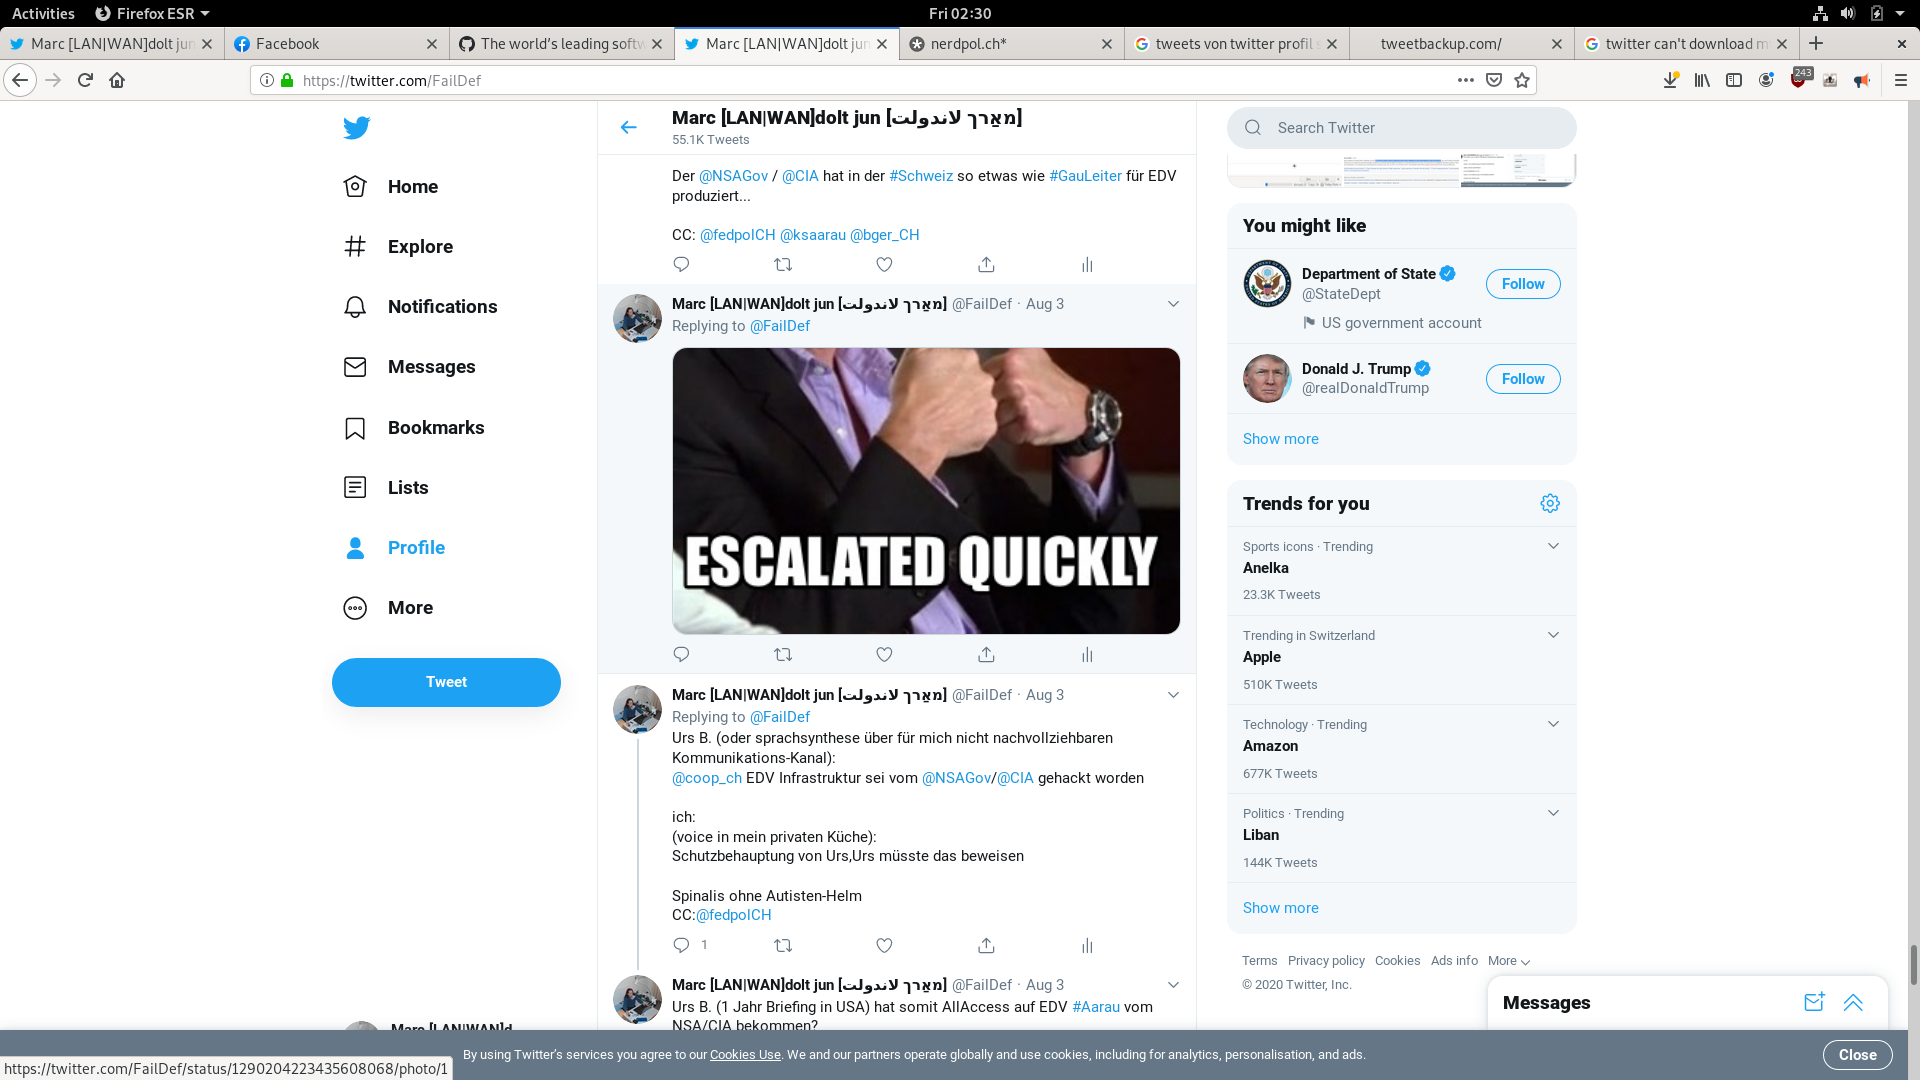 Activities
Firefox ESR
Fri 02:30
Marc [LAN|WAN]dolt jun
Facebook
The world's leading softw
Marc [LAN|WAN]dolt jun
nerdpol.ch*
tweets von twitter profil s
tweetbackup.com/
twitter can't download m
https://twitter.com/FailDef
243
Home
Explore
Notifications
Messages
Bookmarks
Lists
Profile
More
Tweet
Marc [LAN|WAN]d
Marc [LAN|WAN]dolt jun [מאַרך לאנדולת]
55.1K Tweets
Der @NSAGov / @CIA hat in der #Schweiz so etwas wie #GauLeiter für EDV
produziert...
CC: @fedpolCH @ksaarau @bger_CH
Marc [LAN|WAN]dolt jun [מאַרך לאנדולת] @FailDef · Aug 3
Replying to @FailDef
ESCALATED QUICKLY
Marc [LAN|WAN]dolt jun [מאַרך לאנדולת] @FailDef · Aug 3
Replying to @FailDef
Urs B. (oder sprachsynthese über für mich nicht nachvollziehbaren
Kommunikations-Kanal):
@coop_ch EDV Infrastruktur sei vom @NSAGov/@CIA gehackt worden
ich:
(voice in mein privaten Küche):
Schutzbehauptung von Urs,Urs müsste das beweisen
Spinalis ohne Autisten-Helm
CC:@fedpolCH
1
Marc [LAN|WAN]dolt jun [מאַרך לאנדולת] @FailDef · Aug 3
Urs B. (1 Jahr Briefing in USA) hat somit AllAccess auf EDV #Aarau vom
NSA/CIA bekommen?
Search Twitter
You might like
Department of State
@StateDept
US government account
Follow
Donald J. Trump
@realDonaldTrump
Follow
Show more
Trends for you
Sports icons · Trending
Anelka
23.3K Tweets
Trending in Switzerland
Apple
510K Tweets
Technology · Trending
Amazon
677K Tweets
Politics · Trending
Liban
144K Tweets
Show more
Terms Privacy policy Cookies Ads info More
© 2020 Twitter, Inc.
Messages
By using Twitter's services you agree to our Cookies Use. We and our partners operate globally and use cookies, including for analytics, personalisation, and ads.
Close
https://twitter.com/FailDef/status/1290204223435608068/photo/1